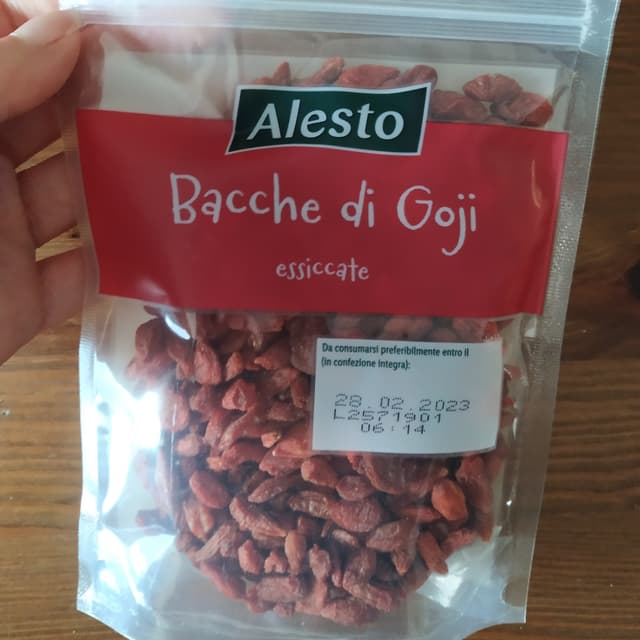 Alesto
Bacche di Goji
essiccate
Da consumarsi preferibilmente entro il
(in confezione integra):
28.02.2023
L2571901
06:14